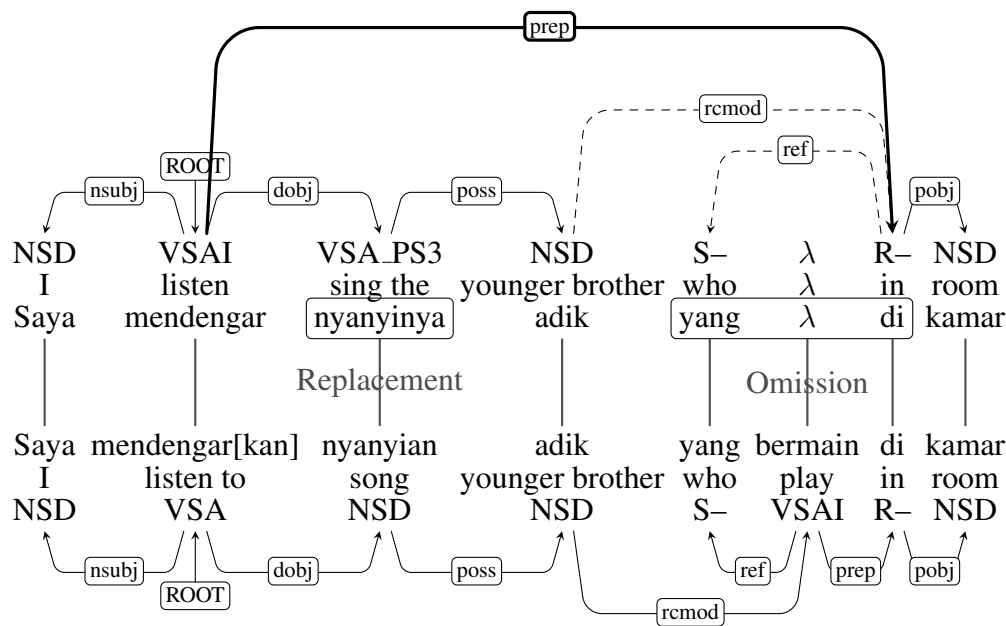 prep
rcmod
ref
ROOT
nsubj dobj poss pobj
NSD VSAI VSA_PS3 NSD S– λ R– NSD
I listen sing the younger brother who λ in room
Saya mendengar nyanyinya adik yang λ di kamar
Replacement Omission
Saya mendengar[kan] nyanyian adik yang bermain di kamar
I listen to song younger brother who play in room
NSD VSA NSD NSD S– VSAI R– NSD
nsubj dobj poss ref prep pobj
ROOT
rcmod